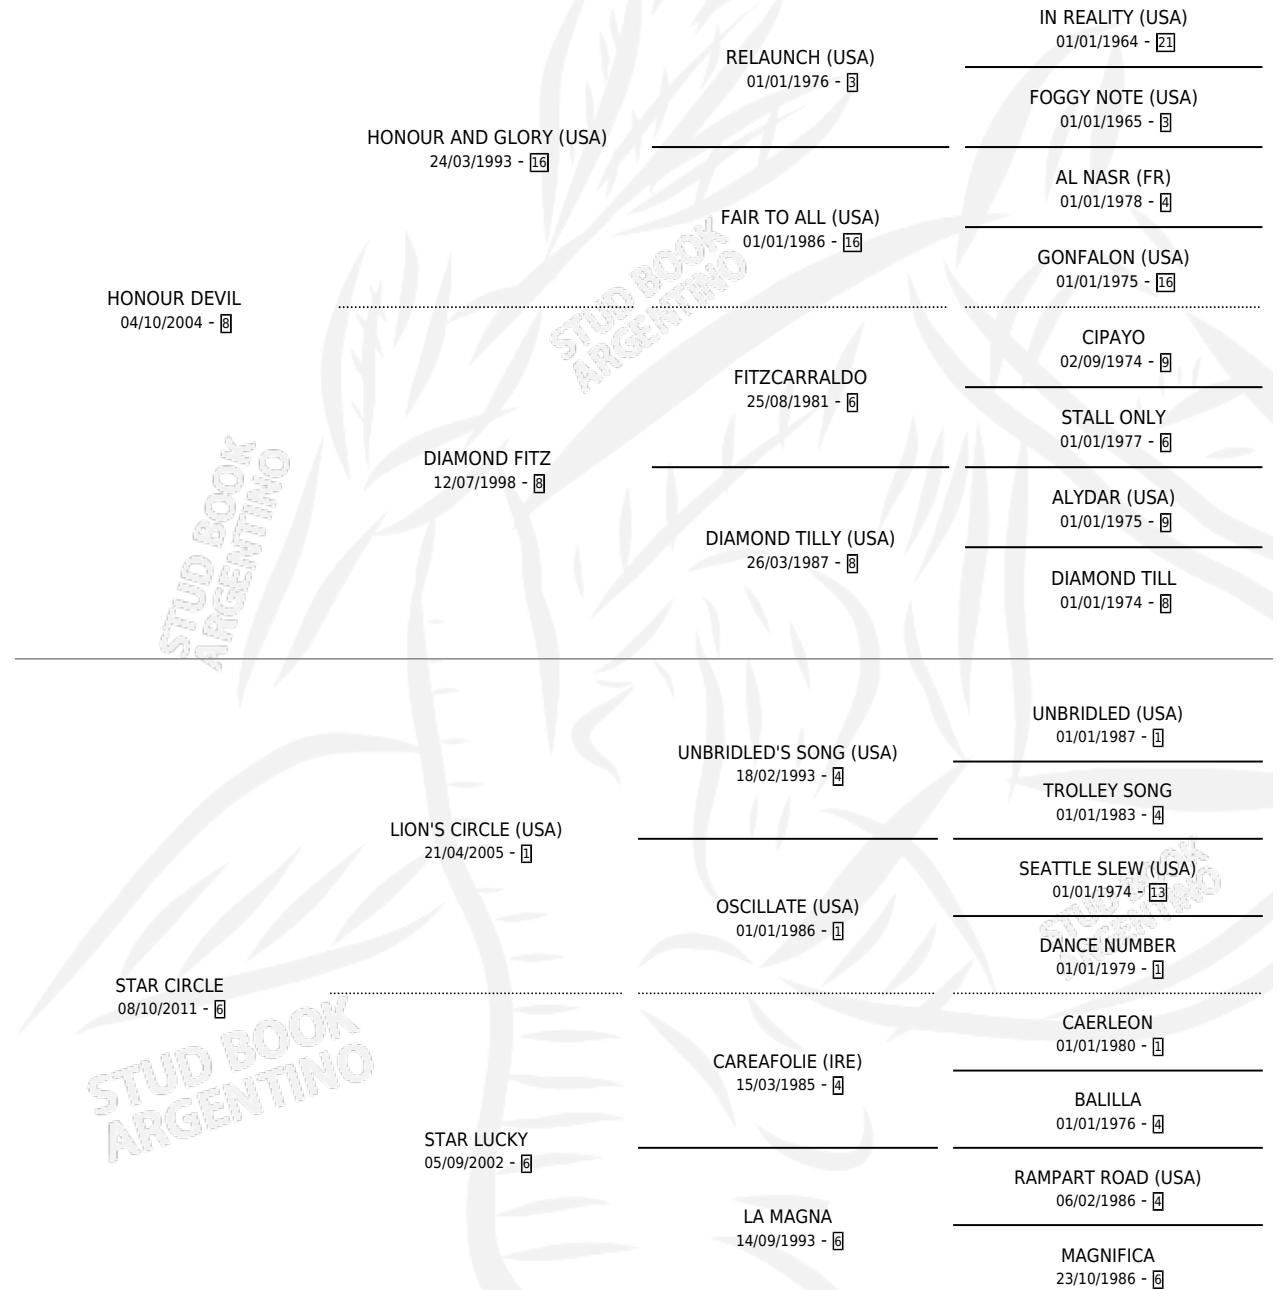 IN REALITY (USA)
01/01/1964 - 21
RELAUNCH (USA)
01/01/1976 - 3
FOGGY NOTE (USA)
01/01/1965 - 3
HONOUR AND GLORY (USA)
24/03/1993 - 16
AL NASR (FR)
01/01/1978 - 4
FAIR TO ALL (USA)
01/01/1986 - 16
GONFALON (USA)
01/01/1975 - 16
HONOUR DEVIL
04/10/2004 - 8
CIPAYO
02/09/1974 - 9
FITZCARRALDO
25/08/1981 - 6
STALL ONLY
01/01/1977 - 6
DIAMOND FITZ
12/07/1998 - 8
ALYDAR (USA)
01/01/1975 - 9
DIAMOND TILLY (USA)
26/03/1987 - 8
DIAMOND TILL
01/01/1974 - 8
UNBRIDLED (USA)
01/01/1987 - 1
UNBRIDLED'S SONG (USA)
18/02/1993 - 4
TROLLEY SONG
01/01/1983 - 4
LION'S CIRCLE (USA)
21/04/2005 - 1
SEATTLE SLEW (USA)
01/01/1974 - 13
OSCILLATE (USA)
01/01/1986 - 1
DANCE NUMBER
01/01/1979 - 1
STAR CIRCLE
08/10/2011 - 6
CAERLEON
01/01/1980 - 1
CAREAFOLIE (IRE)
15/03/1985 - 4
BALILLA
01/01/1976 - 4
STAR LUCKY
05/09/2002 - 6
RAMPART ROAD (USA)
06/02/1986 - 4
LA MAGNA
14/09/1993 - 6
MAGNIFICA
23/10/1986 - 6
STUD BOOK
ARGENTINO
STUD BOOK
ARGENTINO
STUD BOOK
ARGENTINO
STUD BOOK
ARGENTINO